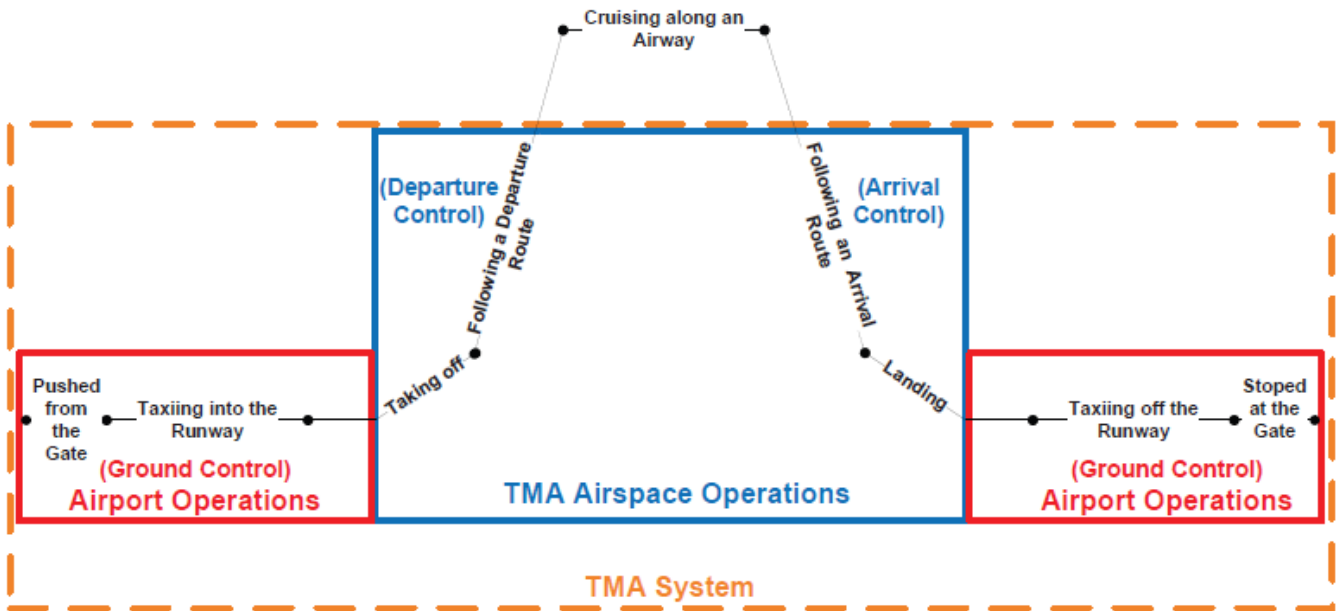 Cruising along an
Airway
(Departure
Control)
Following a Departure
Route
Following an Arrival
Route
(Arrival
Control)
Taking off
Landing
Pushed
from
the
Gate
Taxiing into the
Runway
(Ground Control)
Airport Operations
TMA Airspace Operations
Taxiing off the
Runway
Stoped
at the
Gate
(Ground Control)
Airport Operations
TMA System